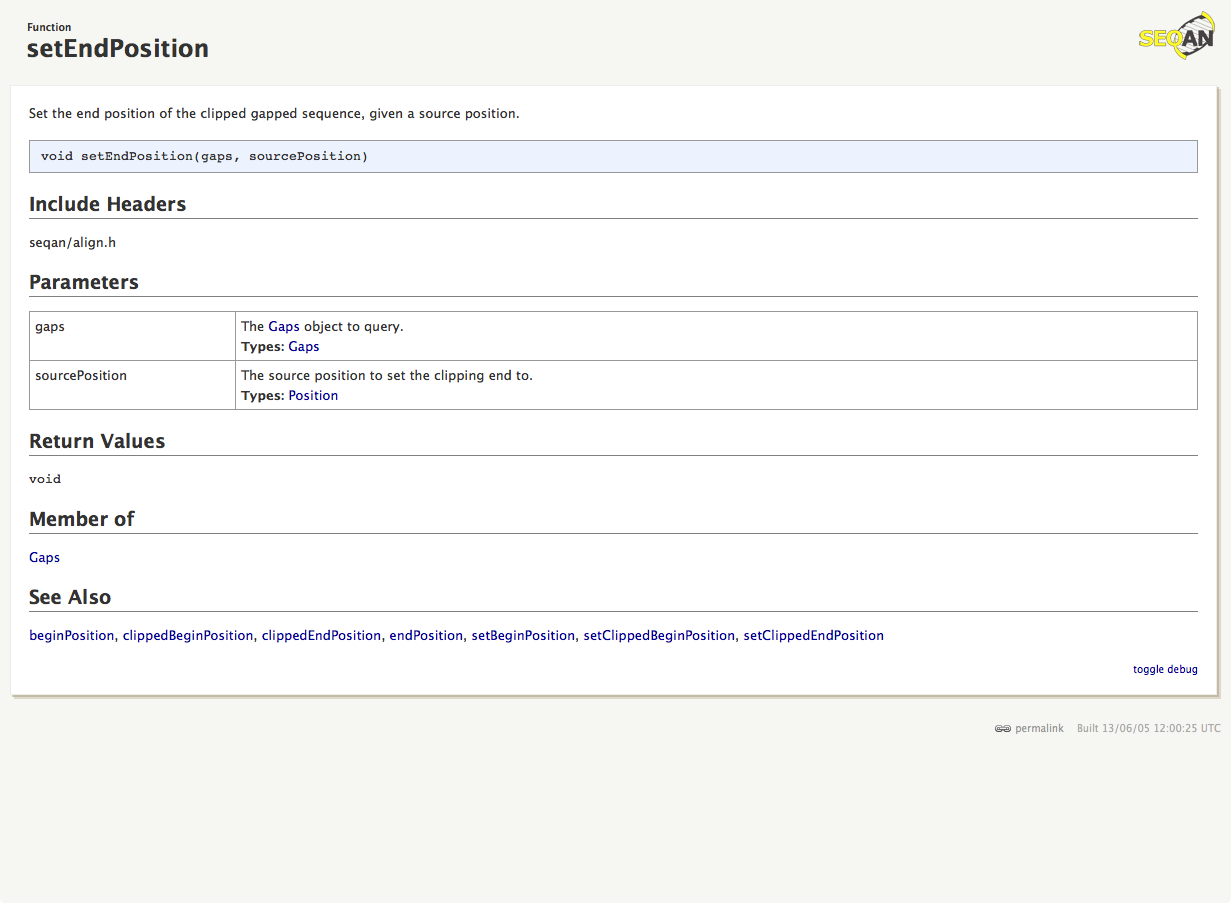 Function
setEndPosition
SEQAN
Set the end position of the clipped gapped sequence, given a source position.
void setEndPosition(gaps, sourcePosition)
Include Headers
seqan/align.h
Parameters
gaps
The Gaps object to query.
Types: Gaps
sourcePosition
The source position to set the clipping end to.
Types: Position
Return Values
void
Member of
Gaps
See Also
beginPosition, clippedBeginPosition, clippedEndPosition, endPosition, setBeginPosition, setClippedBeginPosition, setClippedEndPosition
toggle debug
permalink Built 13/06/05 12:00:25 UTC